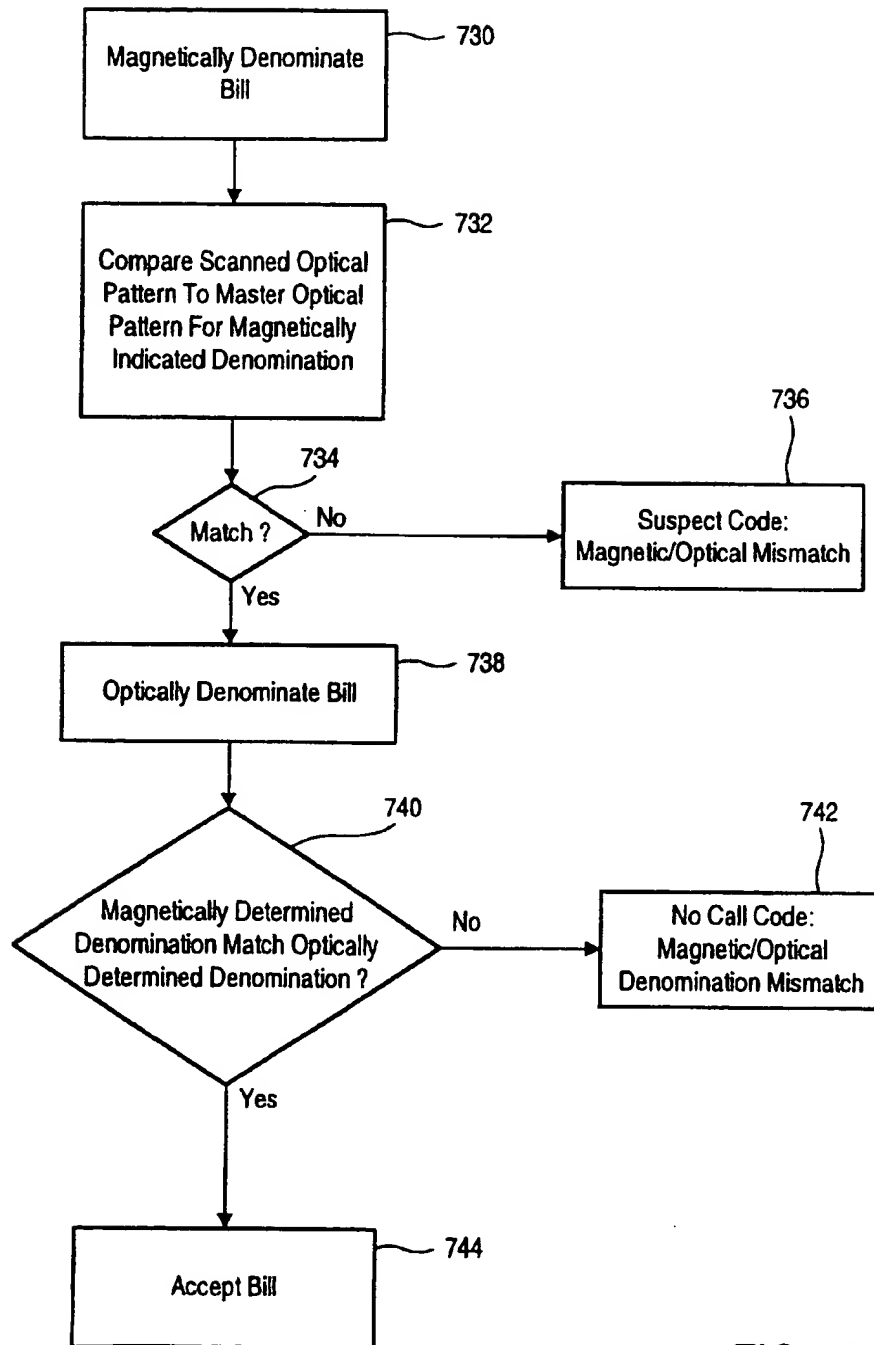 730
Magnetically Denominate
Bill
732
Compare Scanned Optical
Pattern To Master Optical
Pattern For Magnetically
Indicated Denomination
734
Match ?
No
736
Suspect Code:
Magnetic/Optical Mismatch
Yes
738
Optically Denominate Bill
740
Magnetically Determined
Denomination Match Optically
Determined Denomination ?
No
742
No Call Code:
Magnetic/Optical
Denomination Mismatch
Yes
744
Accept Bill